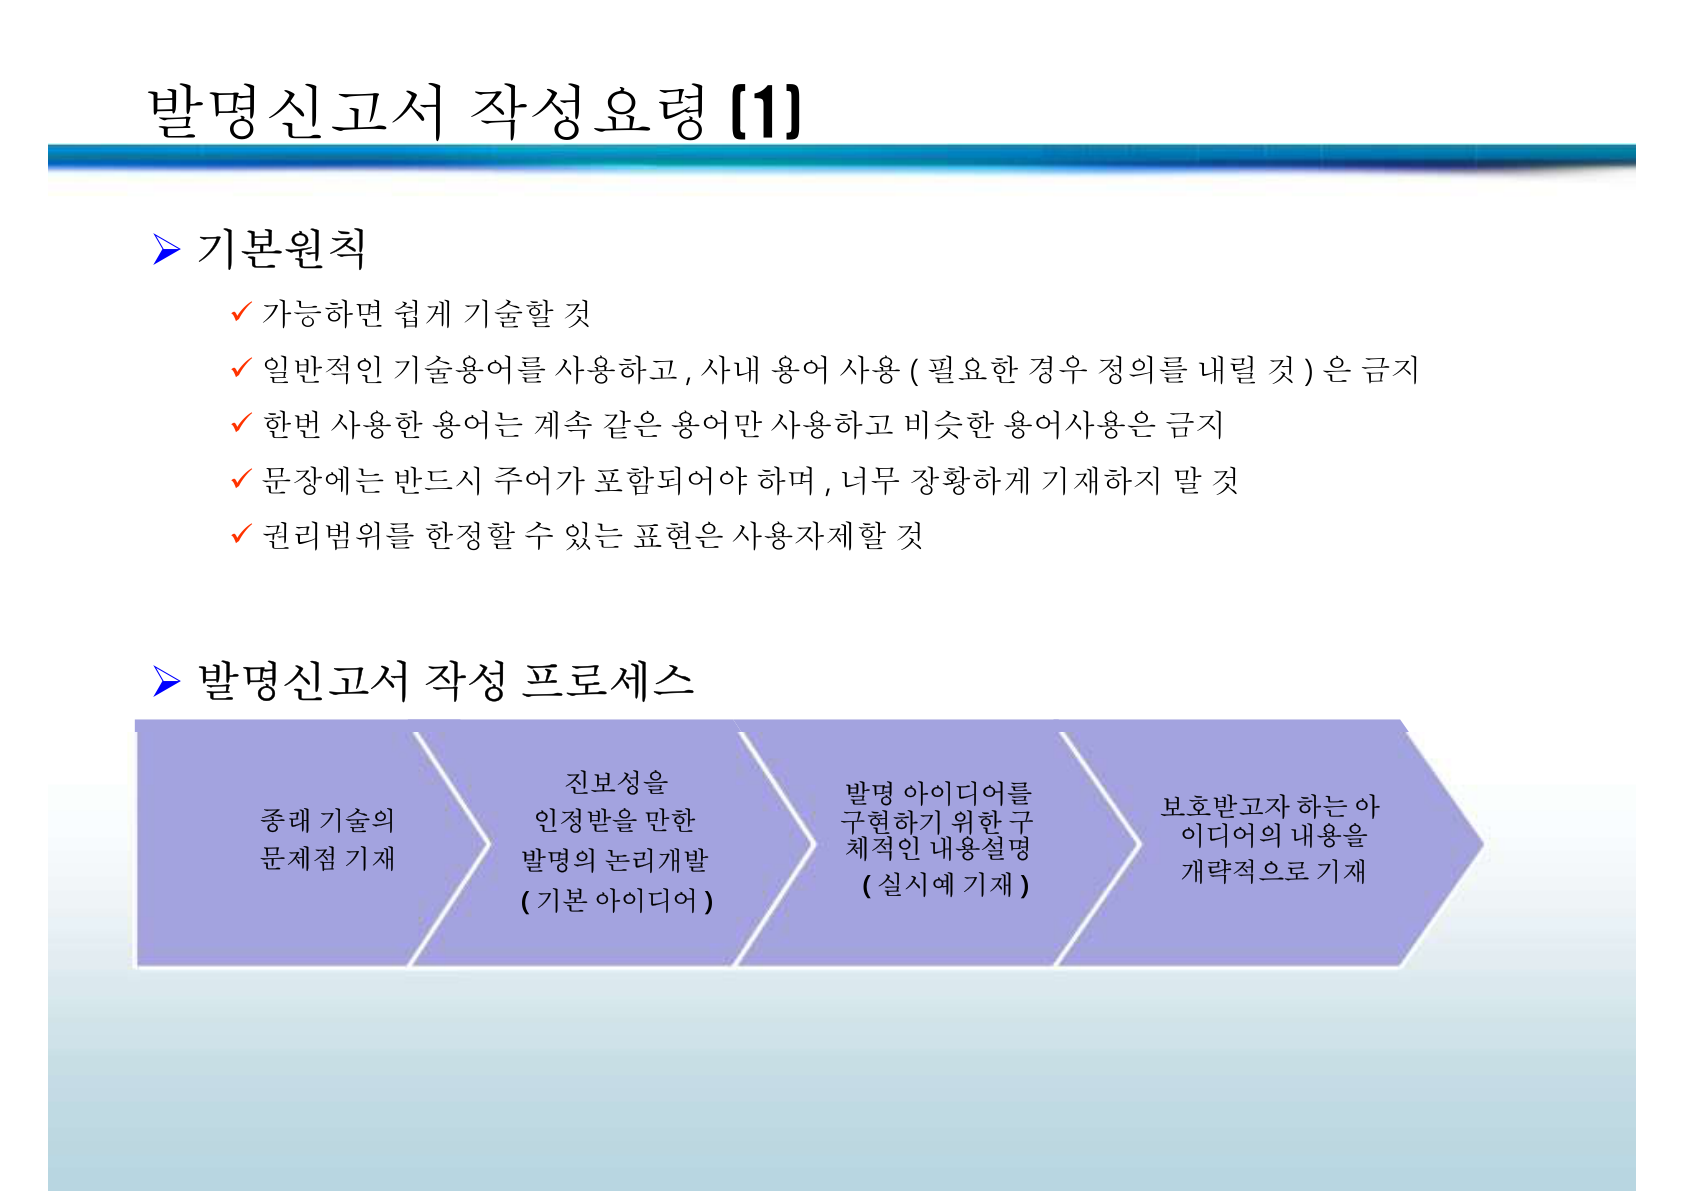 발명신고서 작성요령 (1)
기본원칙
가능하면 쉽게 기술할 것
일반적인 기술용어를 사용하고 , 사내 용어 사용 ( 필요한 경우 정의를 내릴 것 ) 은 금지
한번 사용한 용어는 계속 같은 용어만 사용하고 비슷한 용어사용은 금지
문장에는 반드시 주어가 포함되어야 하며 , 너무 장황하게 기재하지 말 것
권리범위를 한정할 수 있는 표현은 사용자제할 것
발명신고서 작성 프로세스
종래 기술의
문제점 기재
진보성을
인정받을 만한
발명의 논리개발
( 기본 아이디어 )
발명 아이디어를
구현하기 위한 구
체적인 내용설명
( 실시예 기재 )
보호받고자 하는 아
이디어의 내용을
개략적으로 기재